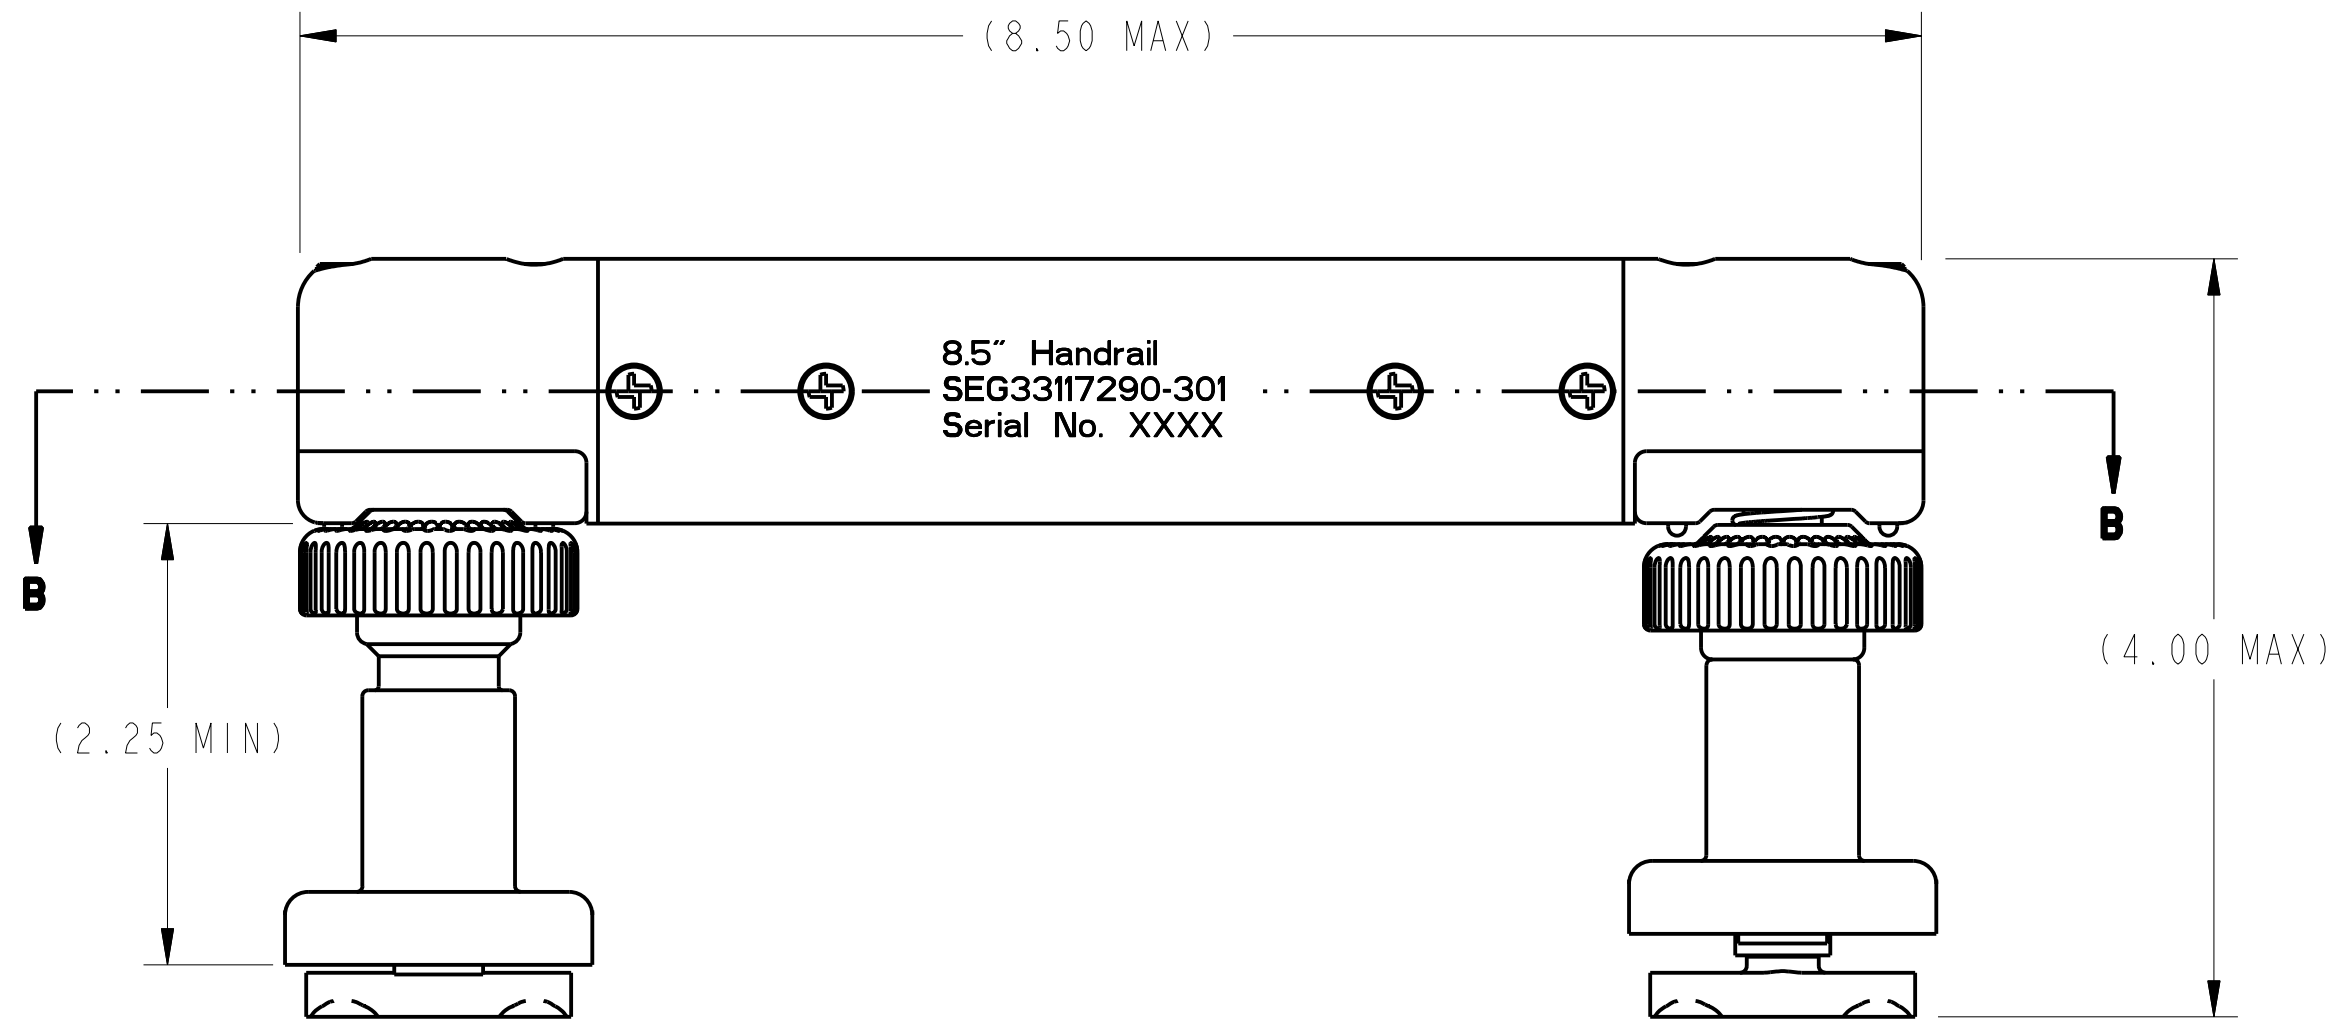 (8.50 MAX)
8.5" Handrail
SEG33117290-301
Serial No. XXXX
B
B
(4.00 MAX)
(2.25 MIN)